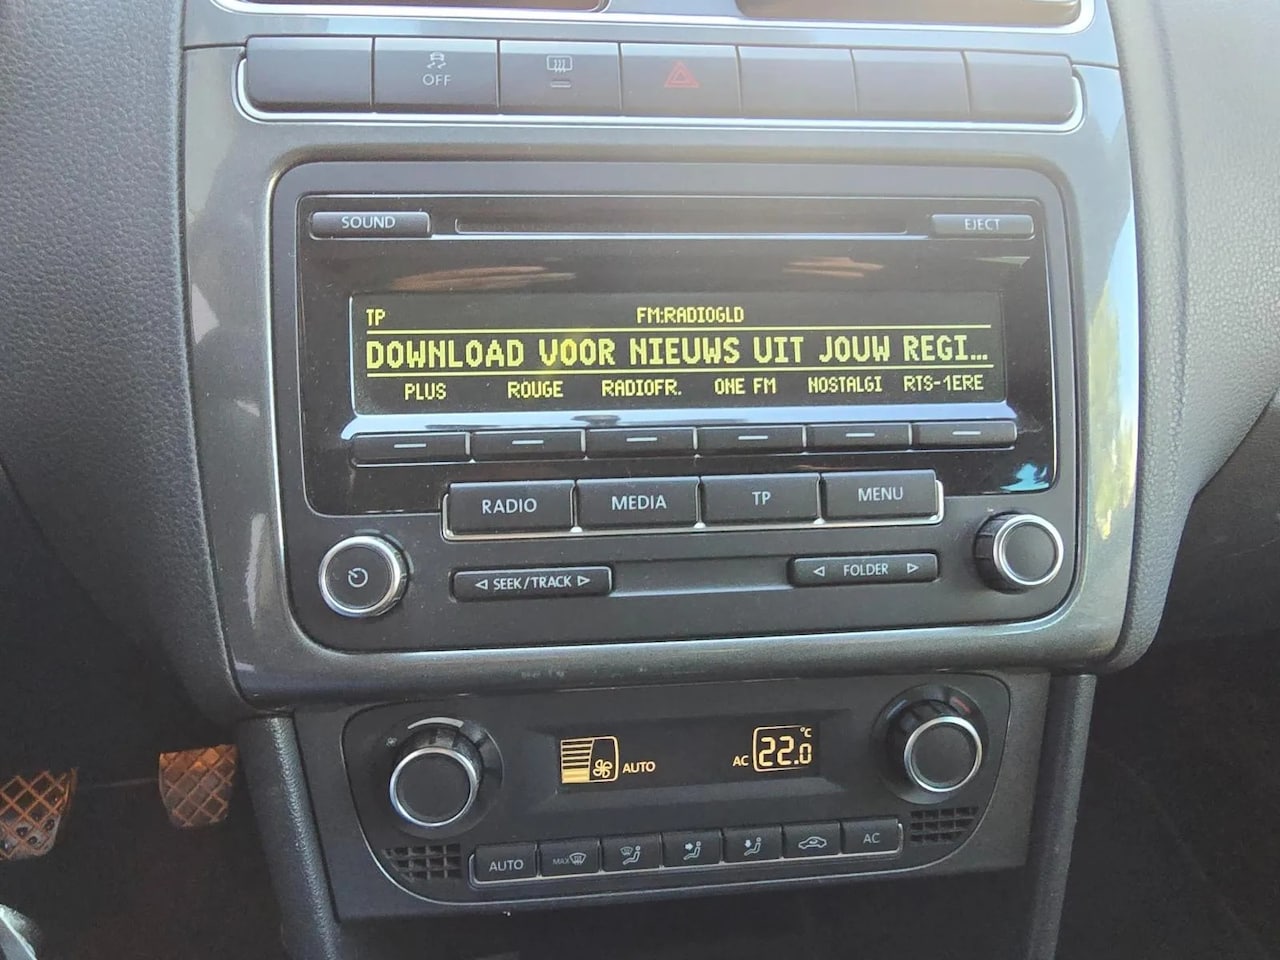 OFF
SOUND
EJECT
TP FM:RADIOGLD
DOWNLOAD VOOR NIEUWS UIT JOUW REGI...
PLUS ROUGE RADIOFR. ONE FM NOSTALGI RTS-1ERE
RADIO MEDIA TP MENU
SEEK/TRACK FOLDER
AUTO AC 22.0 °C
AUTO MAX AC